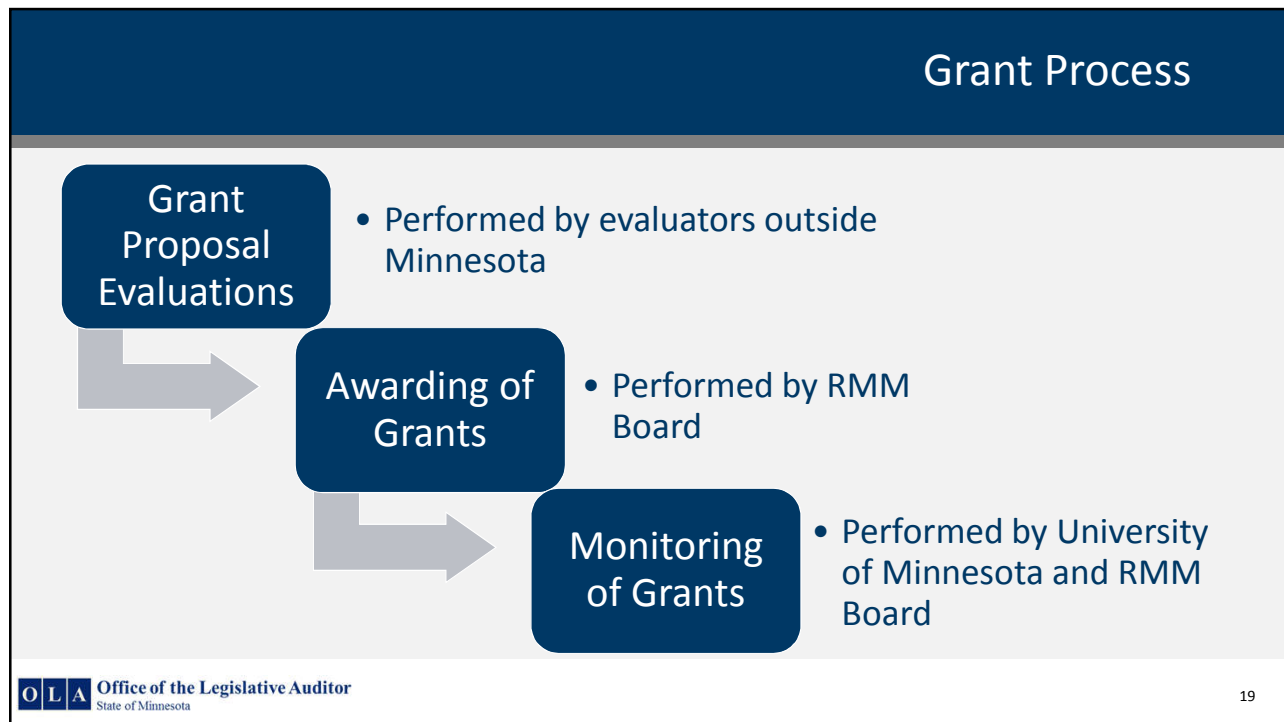 Grant Process
Grant
Proposal
Evaluations
• Performed by evaluators outside
Minnesota
Awarding of
Grants
• Performed by RMM
Board
Monitoring
of Grants
• Performed by University
of Minnesota and RMM
Board
OLA Office of the Legislative Auditor
State of Minnesota
19